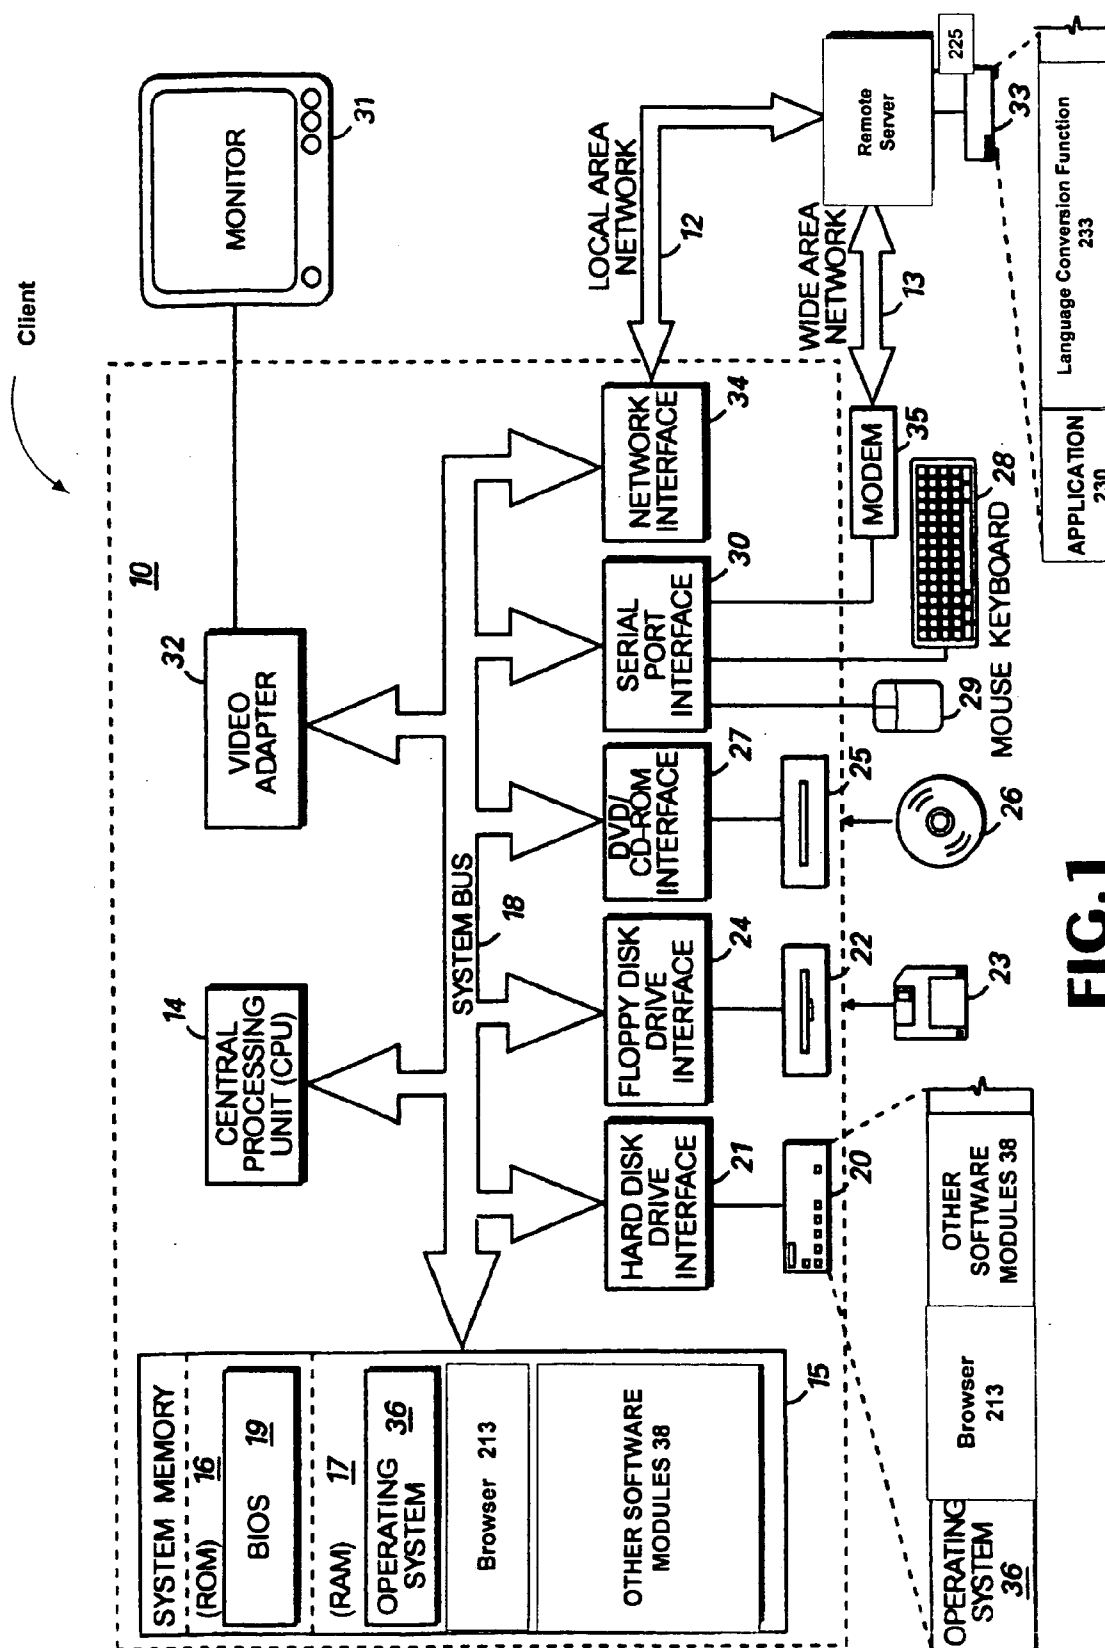 Client
10
SYSTEM MEMORY
(ROM) 16
BIOS 19
(RAM) 17
OPERATING
SYSTEM 36
Browser 213
OTHER SOFTWARE
MODULES 38
15
14
CENTRAL
PROCESSING
UNIT (CPU)
32
VIDEO
ADAPTER
MONITOR
31
SYSTEM BUS
18
HARD DISK
DRIVE
INTERFACE
21
FLOPPY DISK
DRIVE
INTERFACE
24
DVD/
CD-ROM
INTERFACE
27
SERIAL
PORT
INTERFACE
30
NETWORK
INTERFACE
34
LOCAL AREA
NETWORK
12
WIDE AREA
NETWORK
13
Remote
Server
225
33
20
22
25
MODEM
35
23
26
29
28
MOUSE KEYBOARD
OPERATING
SYSTEM
36
Browser
213
OTHER
SOFTWARE
MODULES 38
APPLICATION
230
Language Conversion Function
233
FIG.1